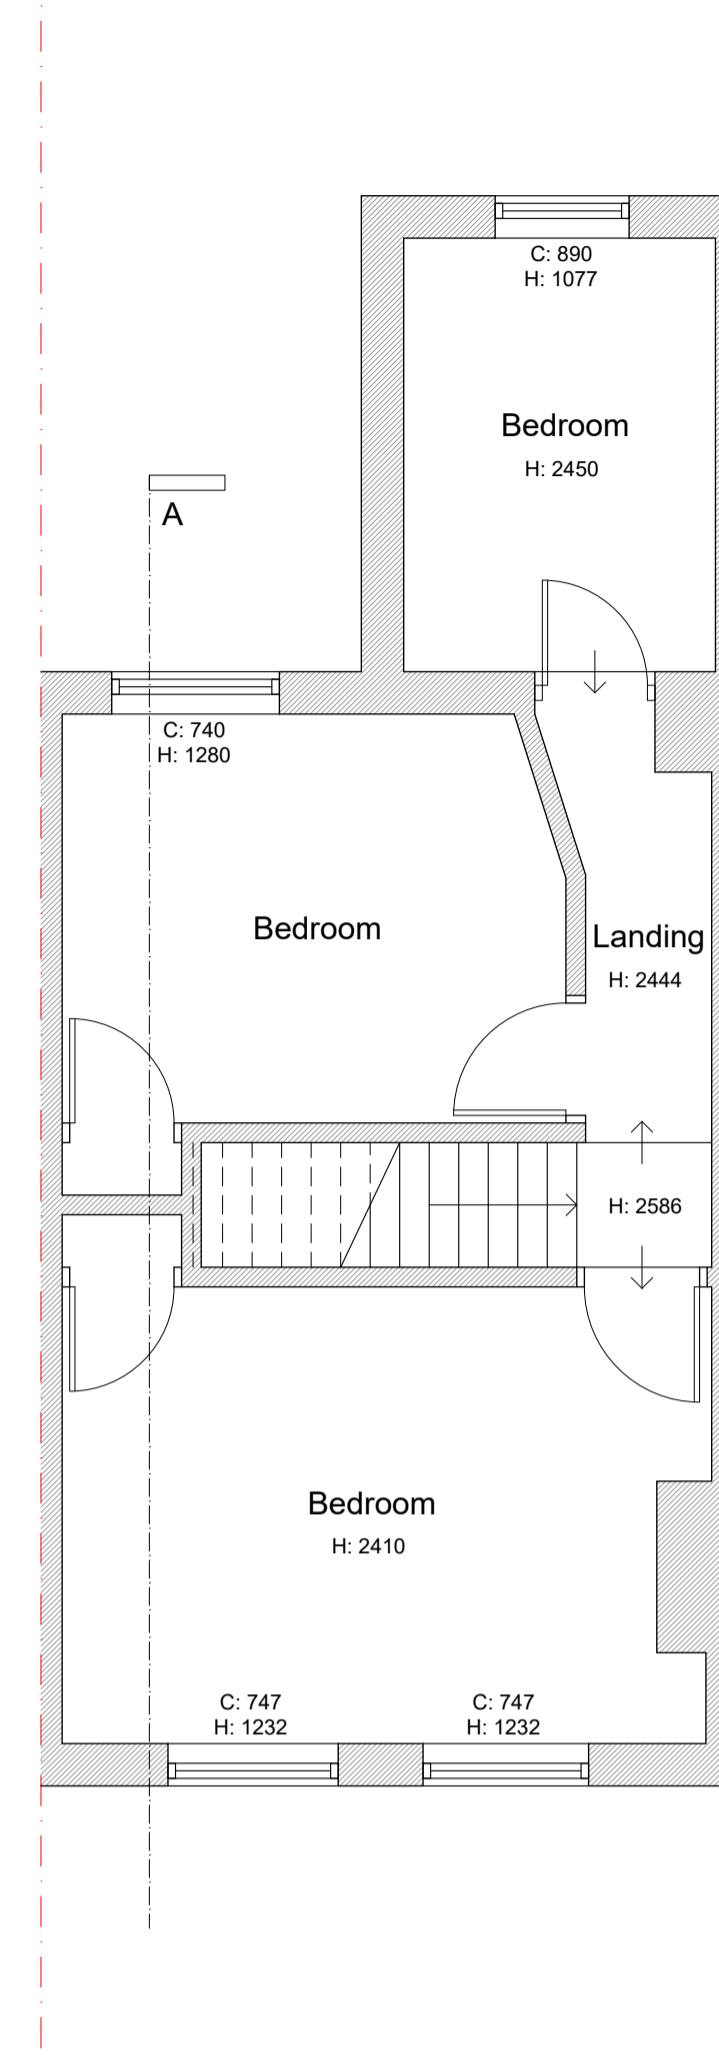 C: 890
H: 1077
Bedroom
H: 2450
A
C: 740
H: 1280
Bedroom
Landing
H: 2444
H: 2586
Bedroom
H: 2410
C: 747
H: 1232
C: 747
H: 1232